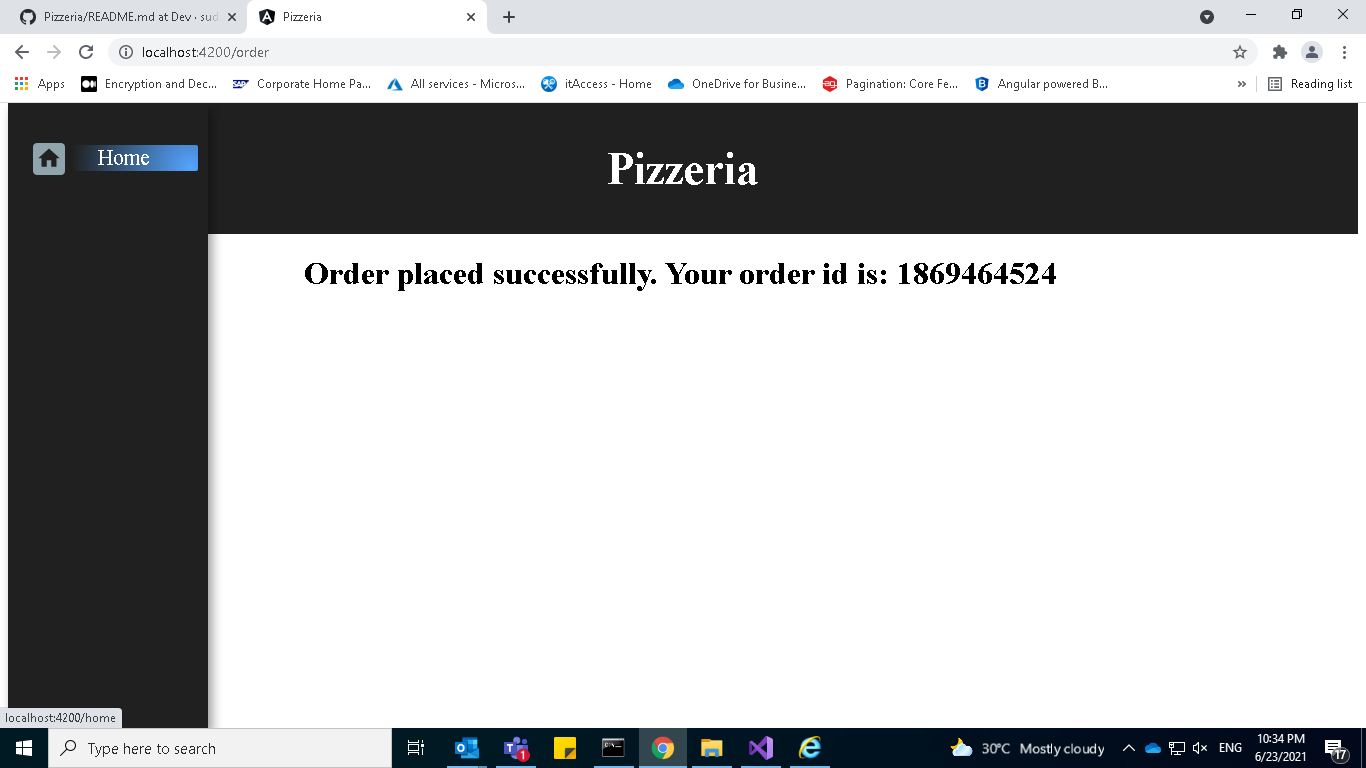 Pizzeria/README.md at Dev · sud
Pizzeria
localhost:4200/order
Apps
Encryption and Dec...
SAP
Corporate Home Pa...
All services - Micros...
itAccess - Home
OneDrive for Busine...
ag
Pagination: Core Fe...
B
Angular powered B...
»
Reading list
Home
Pizzeria
Order placed successfully. Your order id is: 1869464524
localhost:4200/home
Type here to search
1
30°C Mostly cloudy
ENG
10:34 PM
6/23/2021
17